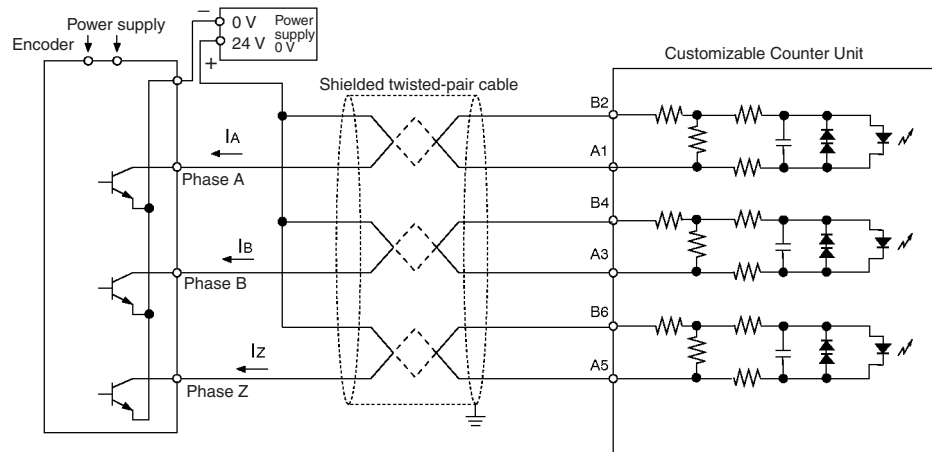 Power supply
Encoder
−
0 V
24 V
Power
supply
0 V
+
Customizable Counter Unit
Shielded twisted-pair cable
IA
Phase A
IB
Phase B
IZ
Phase Z
B2
A1
B4
A3
B6
A5